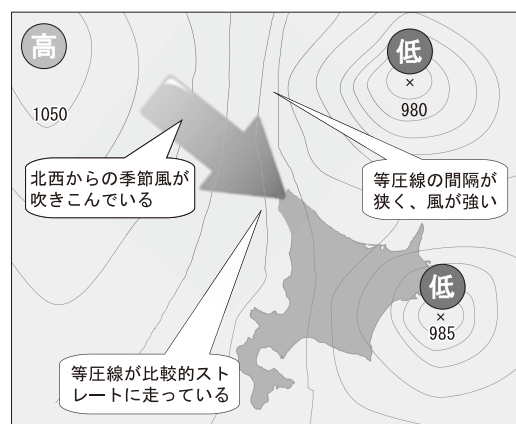 高
1050
低
×
980
北西からの季節風が
吹きこんでいる
等圧線の間隔が
狭く、風が強い
低
×
985
等圧線が比較的スト
レートに走っている